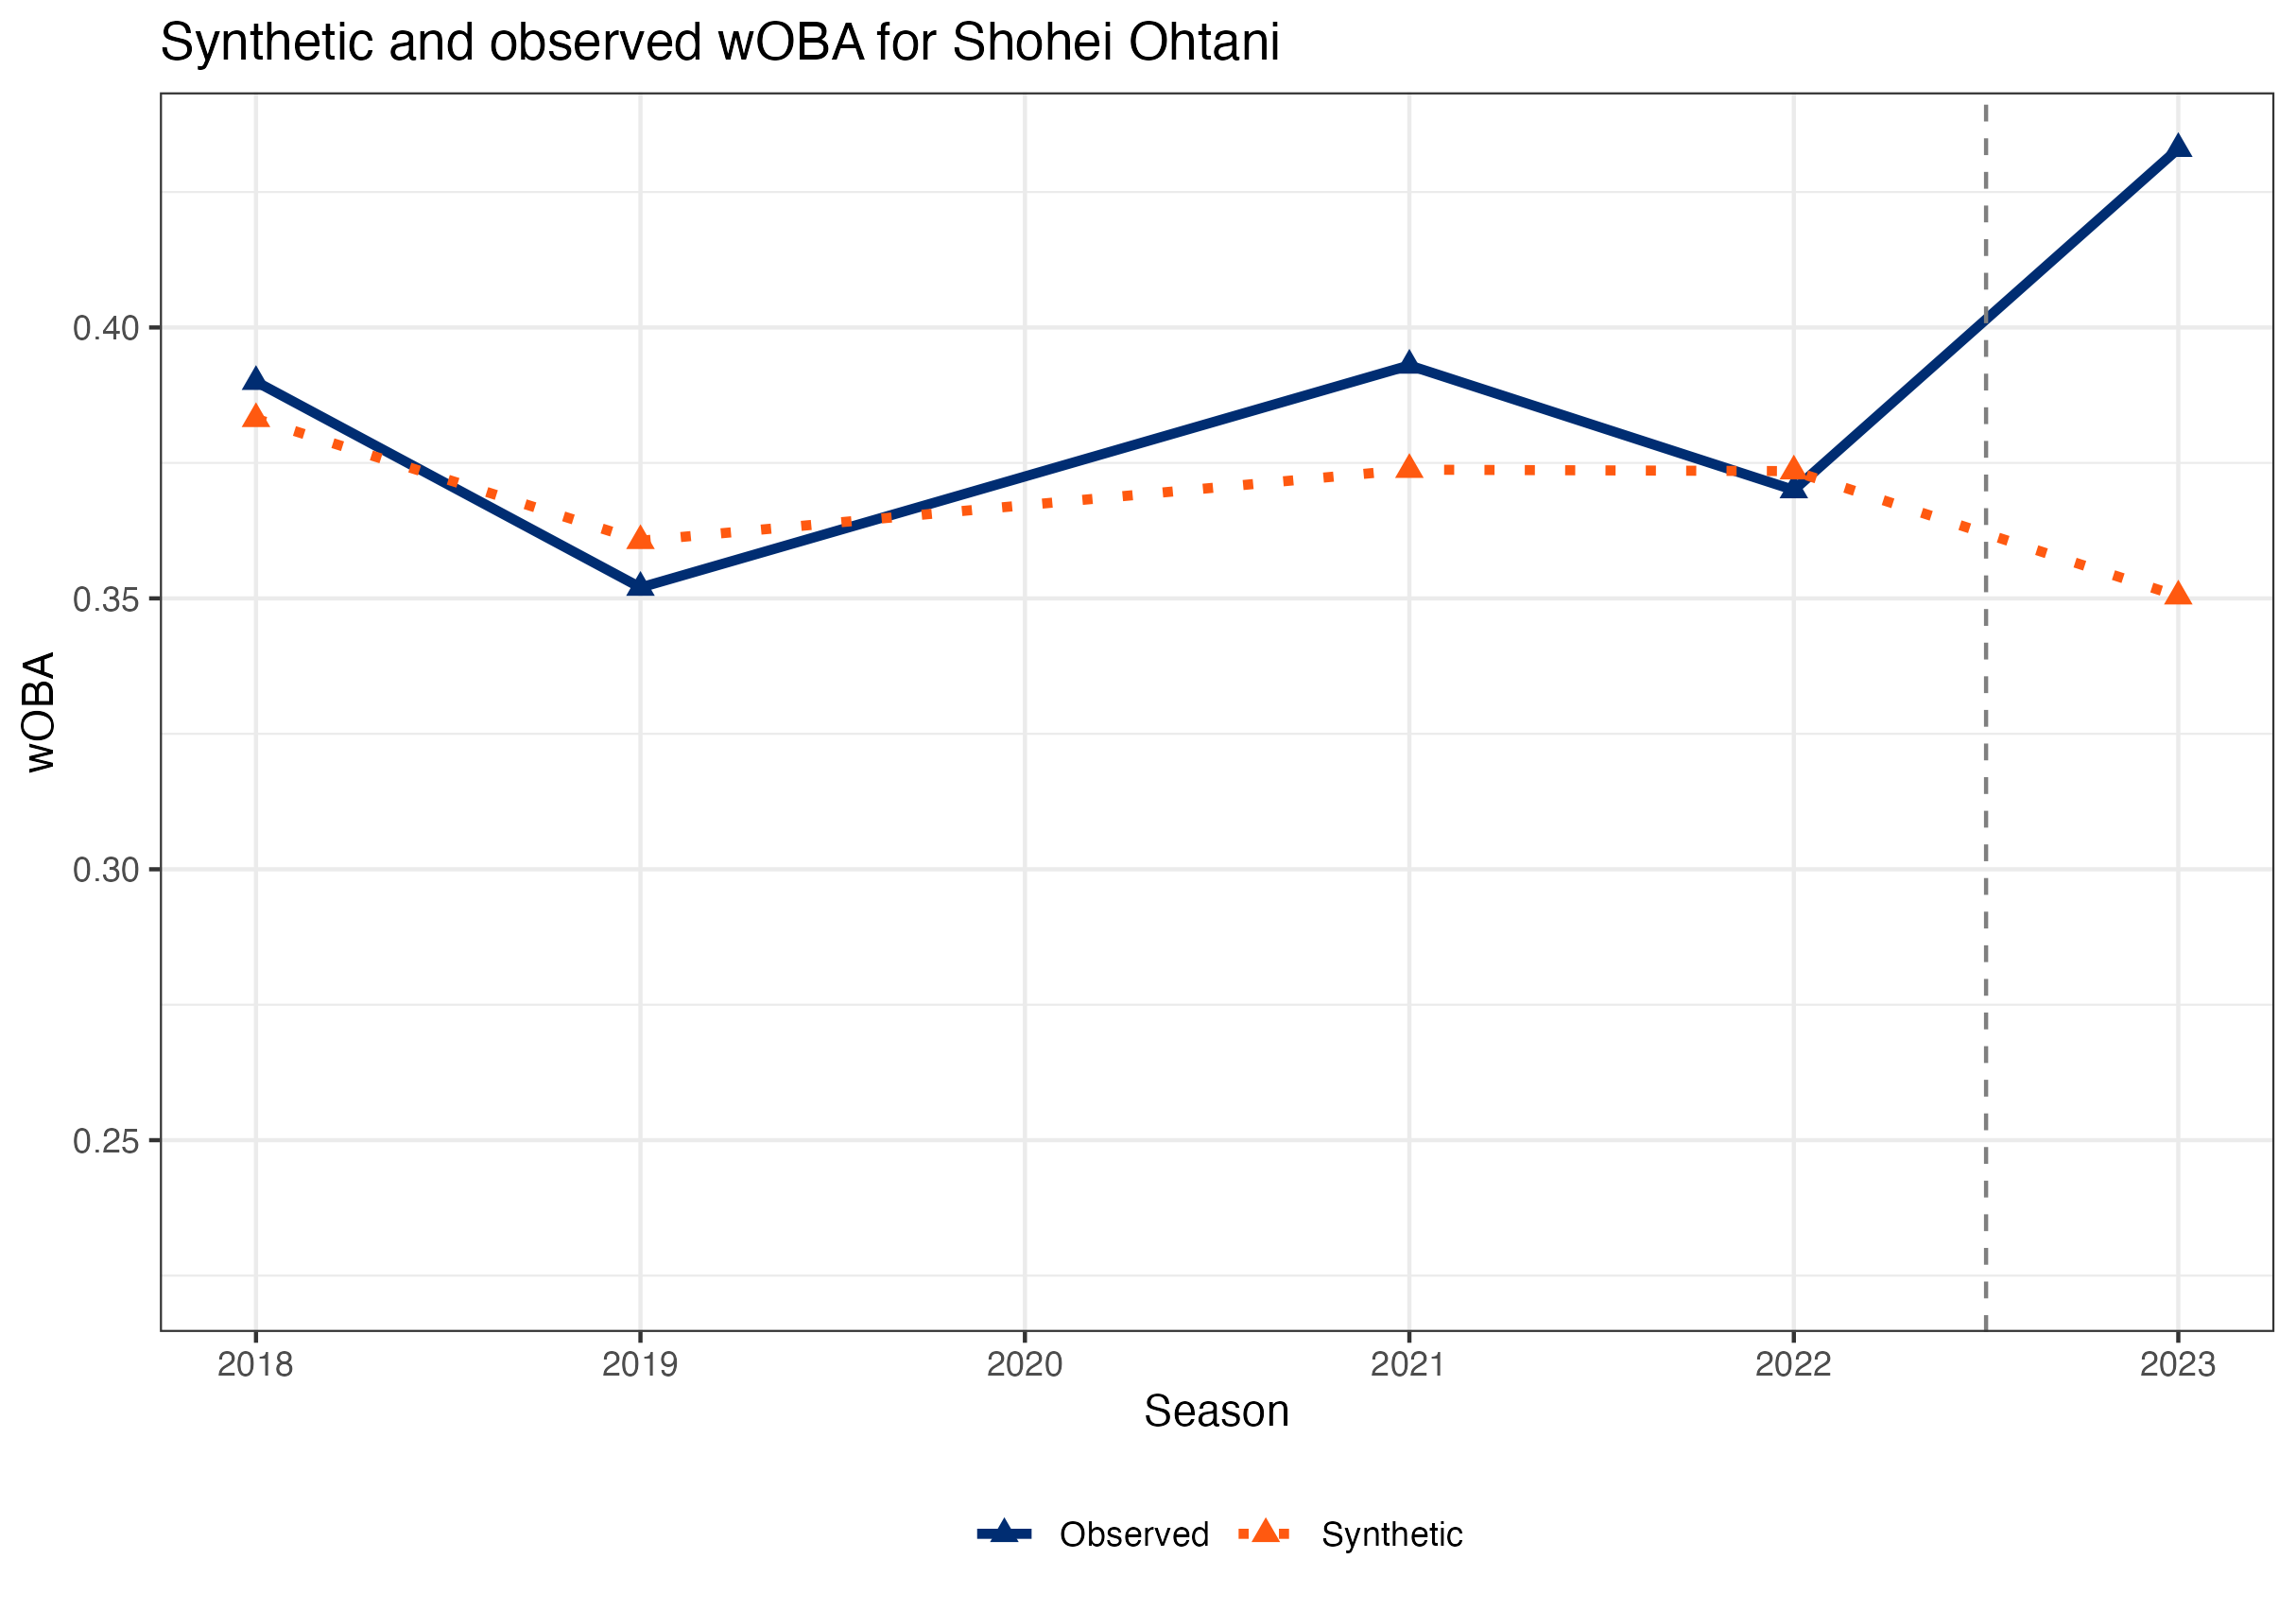 Synthetic and observed wOBA for Shohei Ohtani
wOBA
0.40
0.35
0.30
0.25
2018 2019 2020 2021 2022 2023
Season
Observed Synthetic